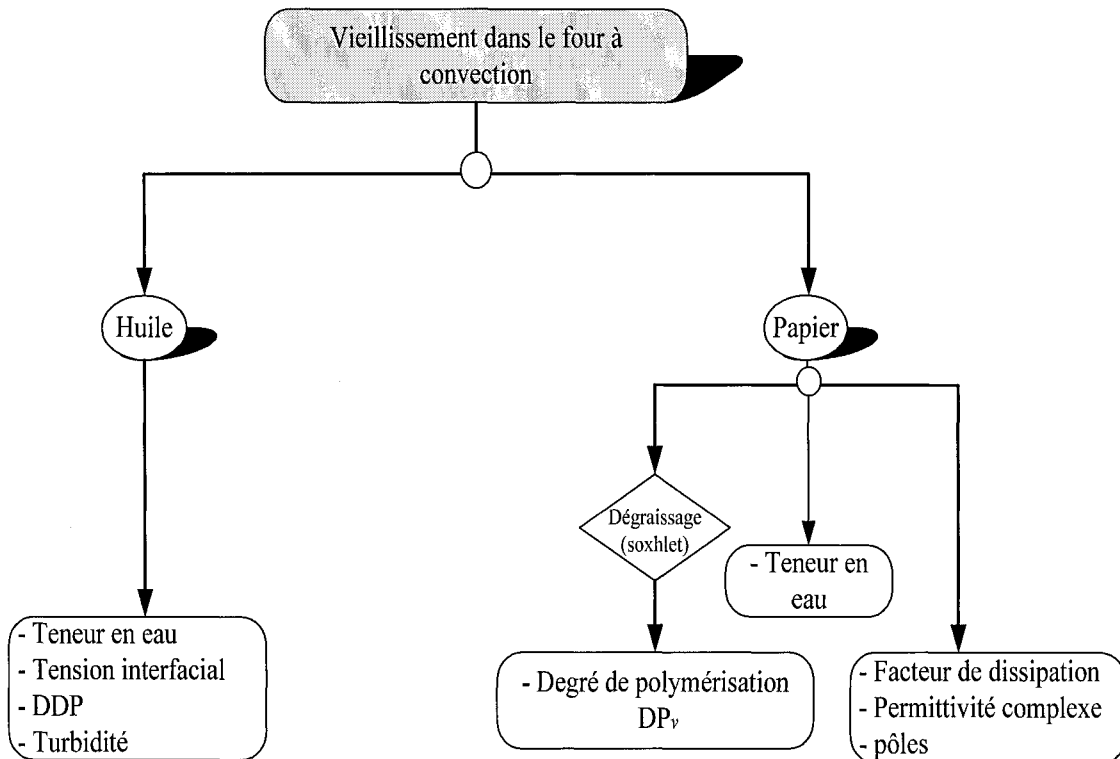 Vieillissement dans le four à
convection
Huile
Papier
Dégraissage
(soxhlet)
- Teneur en
eau
- Teneur en eau
- Tension interfacial
- DDP
- Turbidité
- Degré de polymérisation
DPv
- Facteur de dissipation
- Permittivité complexe
- pôles